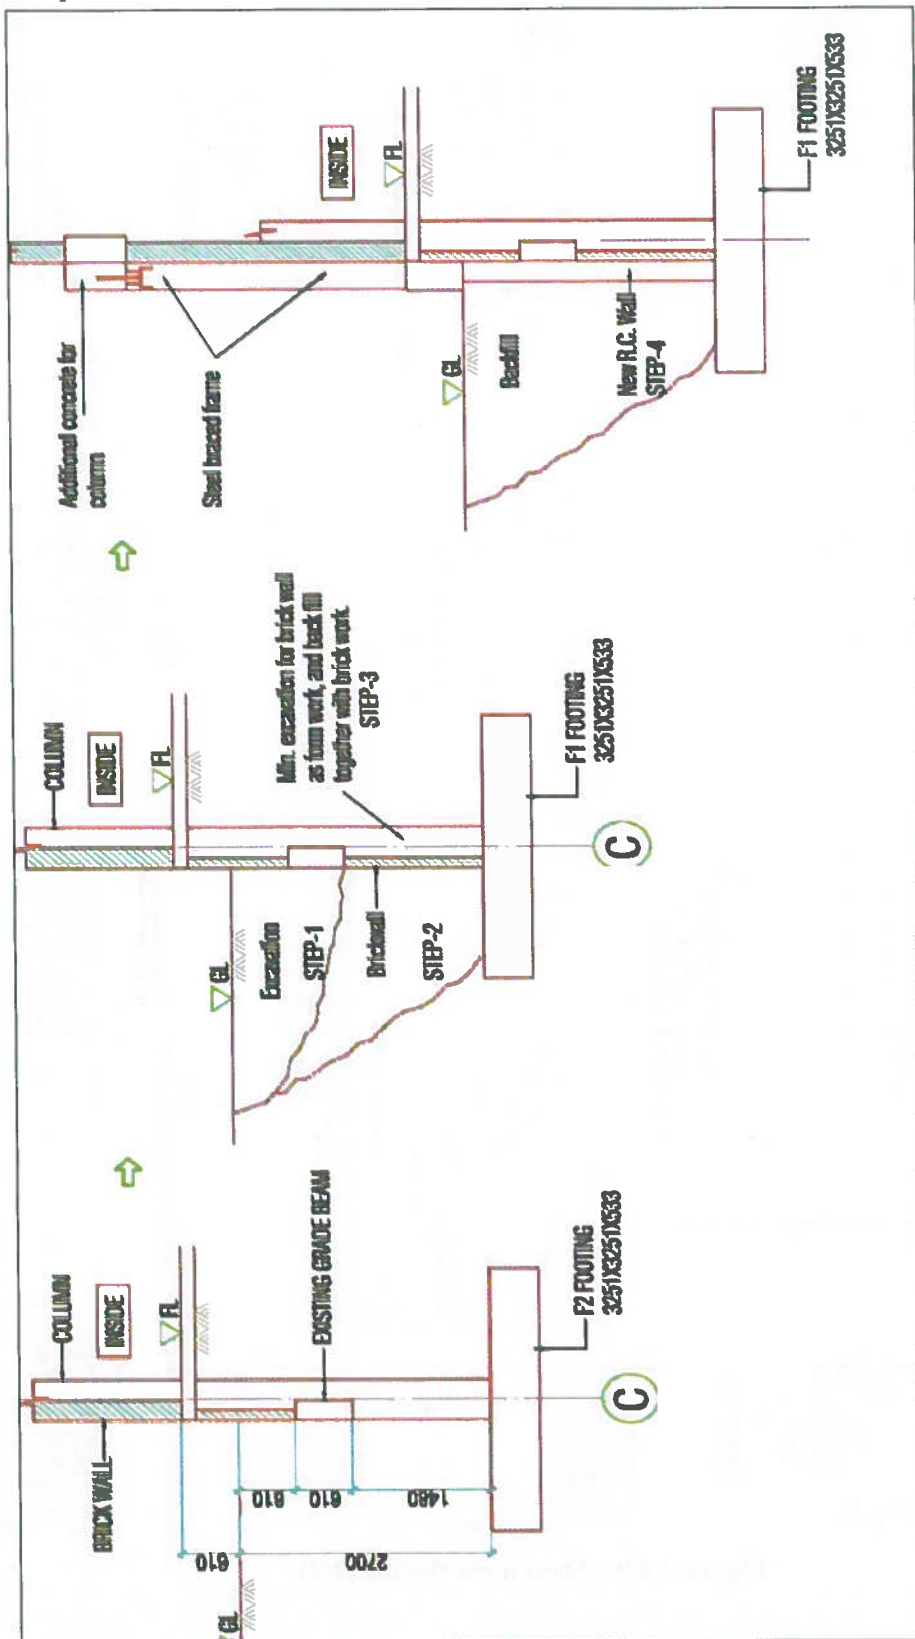 BRICK WALL
COLUMN
INSIDE
FL
GL
610
2700
610
610
1480
EXISTING GRADE BEAM
F2 FOOTING
3251X3251X533
C
COLUMN
INSIDE
FL
GL
Excavation
STEP-1
Brickwall
STEP-2
Min. excavation for brick wall
as form work, and back fill
together with brick work.
STEP-3
F1 FOOTING
3251X3251X533
C
Additional concrete for
column
Steel braced frame
INSIDE
FL
GL
Backfill
New R.C. Wall
STEP-4
F1 FOOTING
3251X3251X533